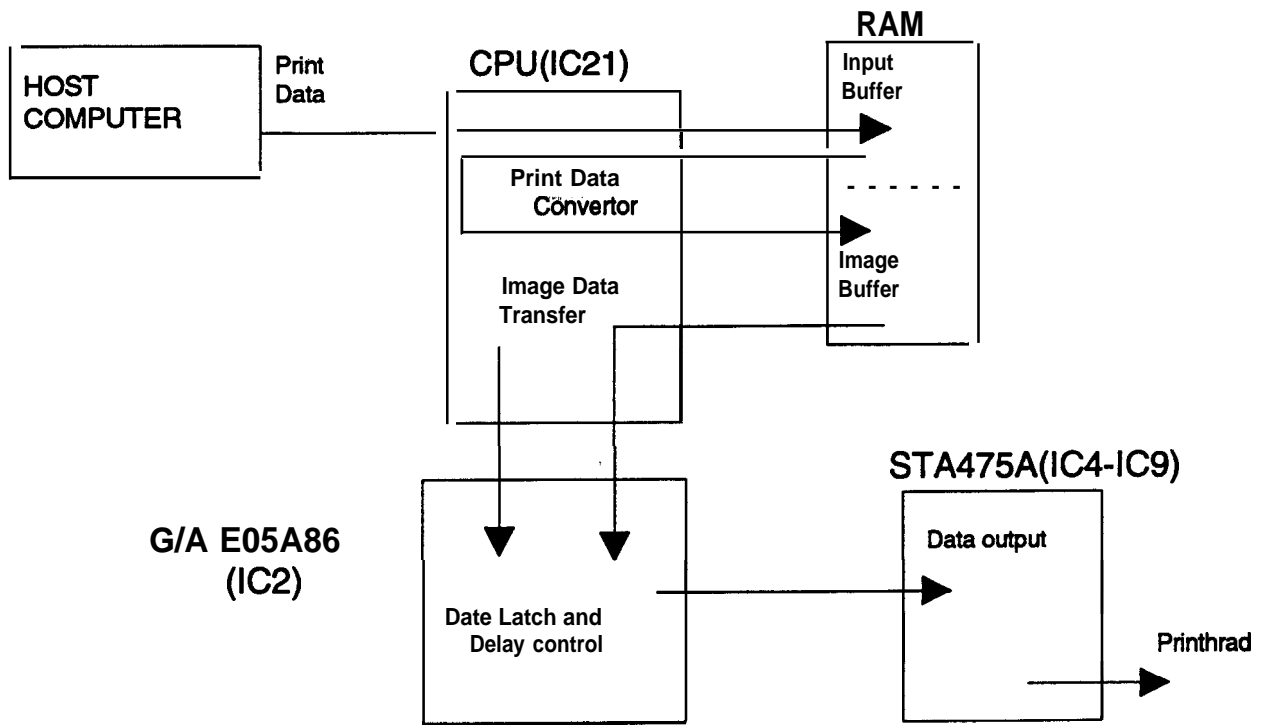 HOST
COMPUTER
Print
Data
CPU(IC21)
RAM
Input
Buffer
Print Data
Convertor
Image
Buffer
Image Data
Transfer
G/A E05A86
(IC2)
Date Latch and
Delay control
STA475A(IC4-IC9)
Data output
Printhrad